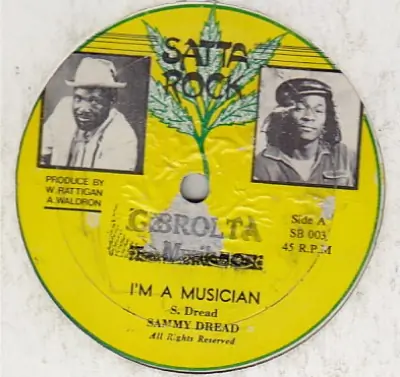 SATTA
ROCK
PRODUCE BY
W. RATTIGAN
A. WALDRON
Side A
SB 003
45 R.P.M
GIBROLTA
I'M A MUSICIAN
S. Dread
SAMMY DREAD
All Rights Reserved